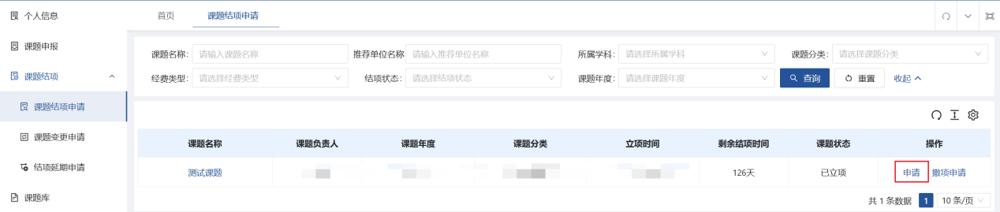 个人信息
课题申报
课题结项
课题结项申请
课题变更申请
结项延期申请
课题库
首页 课题结项申请
课题名称: 请输入课题名称 推荐单位名称 请输入推荐单位名称 所属学科: 请选择所属学科 课题分类: 请选择课题分类
经费类型: 请选择经费类型 结项状态: 请选择结项状态 课题年度: 请选择课题年度 查询 重置 收起
课题名称 课题负责人 课题年度 课题分类 立项时间 剩余结项时间 课题状态 操作
测试课题 126天 已立项 申请 撤项申请
共 1 条数据 1 10 条/页